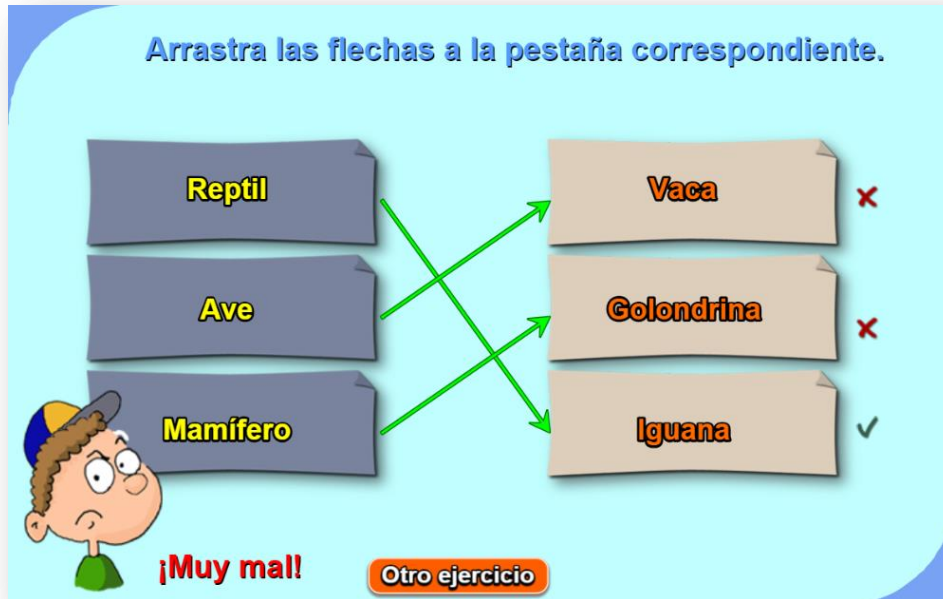 Arrastra las flechas a la pestaña correspondiente.
Reptil
Vaca
Ave
Golondrina
Mamífero
Iguana
¡Muy mal!
Otro ejercicio